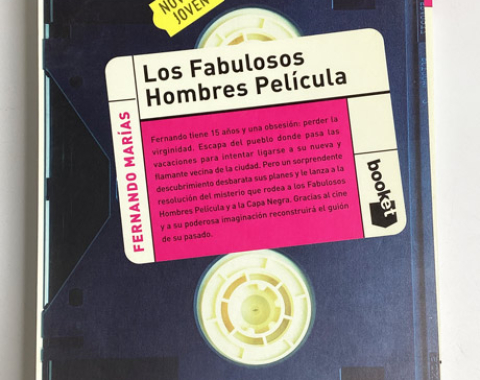 JOVEN
Los Fabulosos
Hombres Película
FERNANDO MARÍAS
Fernando tiene 15 años y una obsesión: perder la
virginidad. Escapa del pueblo donde pasa las
vacaciones para intentar ligarse a su nueva y
flamante vecina de la ciudad. Pero un sorprendente
descubrimiento desbarata sus planes y le lanza a la
resolución del misterio que rodea a los Fabulosos
Hombres Película y a la Capa Negra. Gracias al cine
y a su poderosa imaginación reconstruirá el guión
de su pasado.
booket